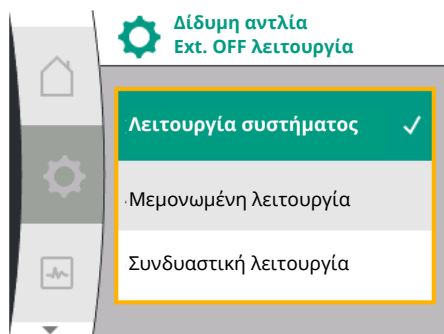 Δίδυμη αντλία
Ext. OFF λειτουργία
Λειτουργία συστήματος
Μεμονωμένη λειτουργία
Συνδυαστική λειτουργία